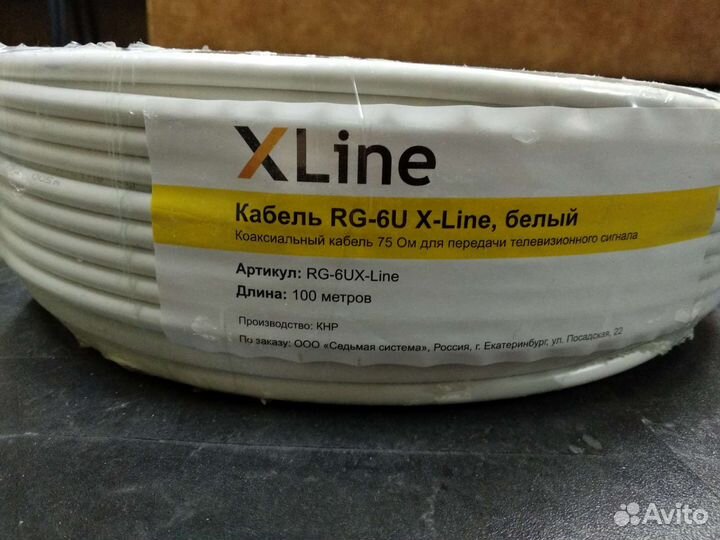 XLine
Кабель RG-6U X-Line, белый
Коаксиальный кабель 75 Ом для передачи телевизионного сигнала
Артикул: RG-6UX-Line
Длина: 100 метров
Производство: КНР
По заказу: ООО «Седьмая система», Россия, г. Екатеринбург, ул. Посадская, 22
Avito